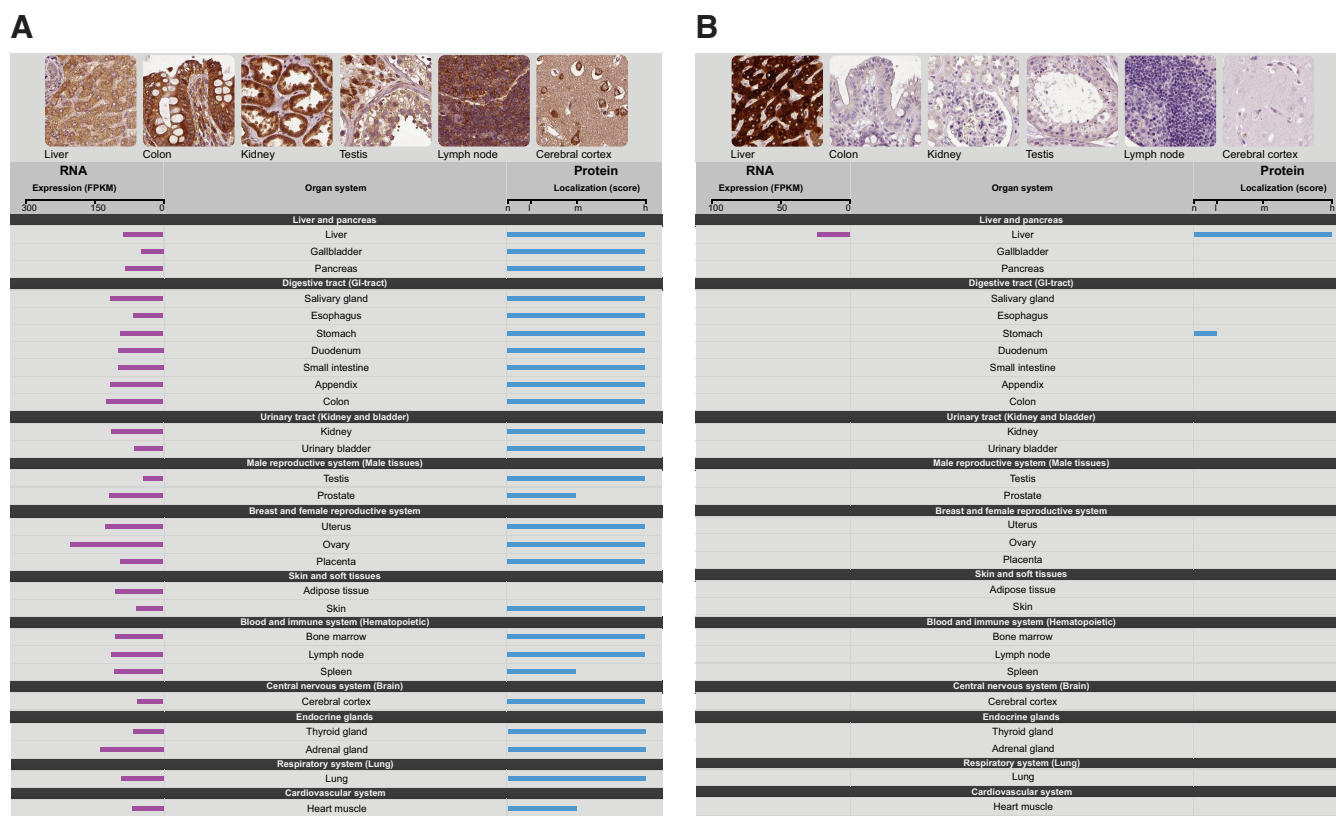 A
Liver Colon Kidney Testis Lymph node Cerebral cortex
RNA Protein
Expression (FPKM) Organ system Localization (score)
300 150 0 n l m h
Liver and pancreas
Liver
Gallbladder
Pancreas
Digestive tract (GI-tract)
Salivary gland
Esophagus
Stomach
Duodenum
Small intestine
Appendix
Colon
Urinary tract (Kidney and bladder)
Kidney
Urinary bladder
Male reproductive system (Male tissues)
Testis
Prostate
Breast and female reproductive system
Uterus
Ovary
Placenta
Skin and soft tissues
Adipose tissue
Skin
Blood and immune system (Hematopoietic)
Bone marrow
Lymph node
Spleen
Central nervous system (Brain)
Cerebral cortex
Endocrine glands
Thyroid gland
Adrenal gland
Respiratory system (Lung)
Lung
Cardiovascular system
Heart muscle
B
Liver Colon Kidney Testis Lymph node Cerebral cortex
RNA Protein
Expression (FPKM) Organ system Localization (score)
100 50 0 n l m h
Liver and pancreas
Liver
Gallbladder
Pancreas
Digestive tract (GI-tract)
Salivary gland
Esophagus
Stomach
Duodenum
Small intestine
Appendix
Colon
Urinary tract (Kidney and bladder)
Kidney
Urinary bladder
Male reproductive system (Male tissues)
Testis
Prostate
Breast and female reproductive system
Uterus
Ovary
Placenta
Skin and soft tissues
Adipose tissue
Skin
Blood and immune system (Hematopoietic)
Bone marrow
Lymph node
Spleen
Central nervous system (Brain)
Cerebral cortex
Endocrine glands
Thyroid gland
Adrenal gland
Respiratory system (Lung)
Lung
Cardiovascular system
Heart muscle